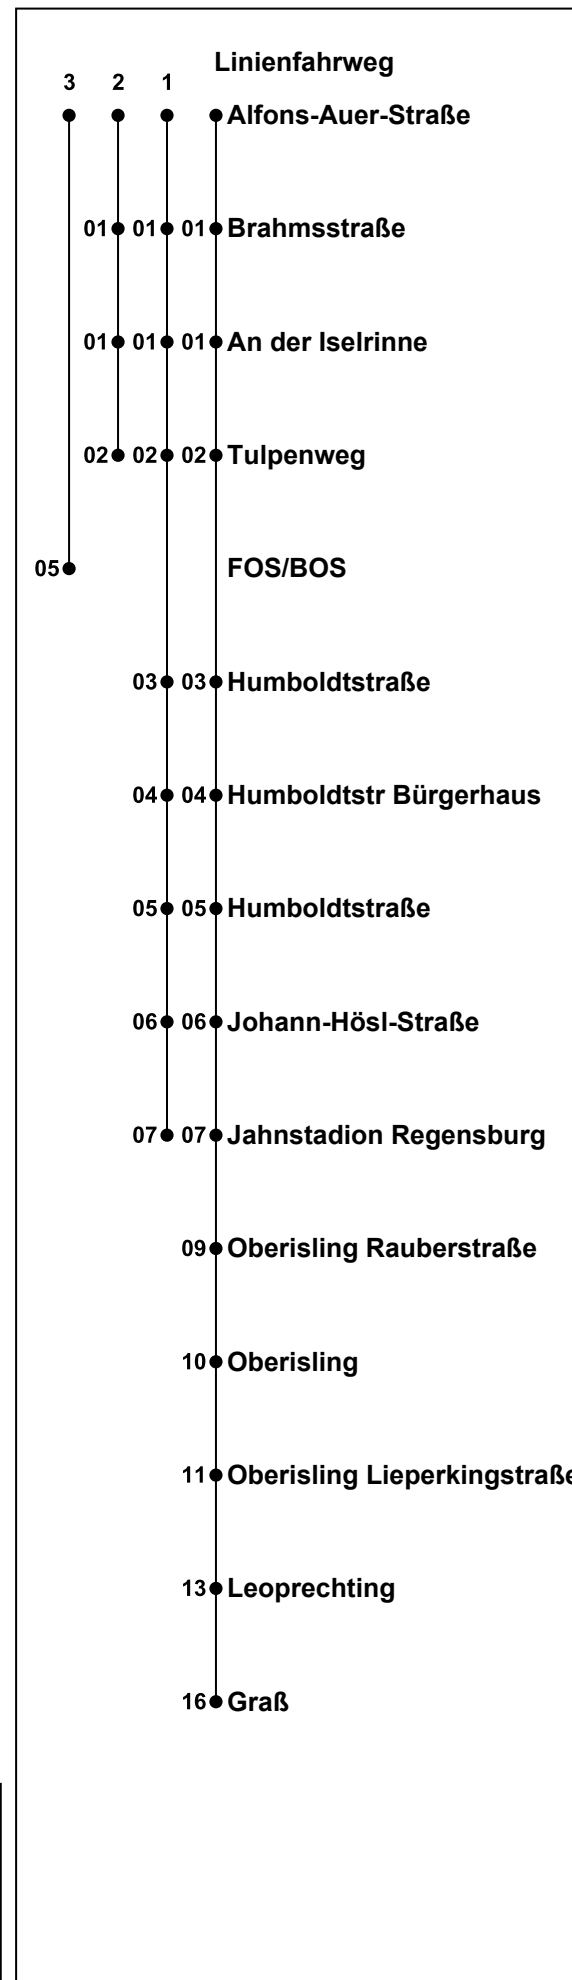 Linienfahrweg
3 2 1
Alfons-Auer-Straße
01 01 01 Brahmsstraße
01 01 01 An der Iselrinne
02 02 02 Tulpenweg
05 FOS/BOS
03 03 Humboldtstraße
04 04 Humboldtstr Bürgerhaus
05 05 Humboldtstraße
06 06 Johann-Hösl-Straße
07 07 Jahnstadion Regensburg
09 Oberisling Rauberstraße
10 Oberisling
11 Oberisling Lieperkingstraße
13 Leoprechting
16 Graß